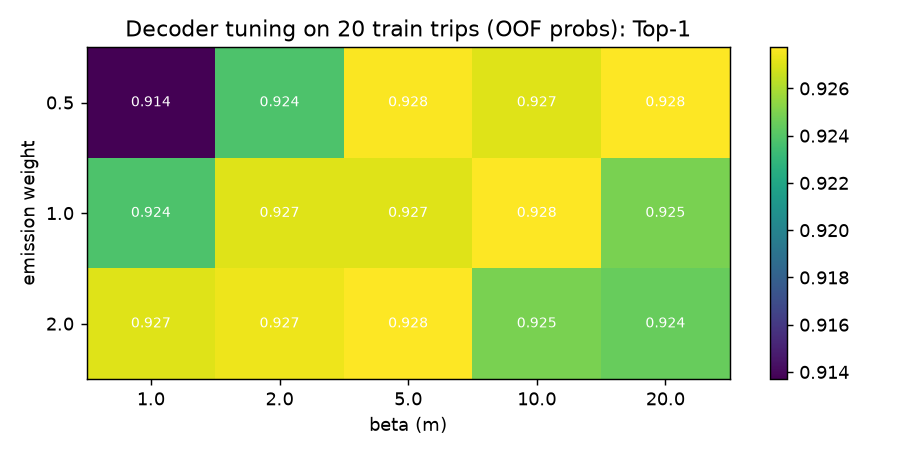 Decoder tuning on 20 train trips (OOF probs): Top-1
emission weight
0.5
0.914 0.924 0.928 0.927 0.928
1.0
0.924 0.927 0.927 0.928 0.925
2.0
0.927 0.927 0.928 0.925 0.924
1.0 2.0 5.0 10.0 20.0
beta (m)
0.926
0.924
0.922
0.920
0.918
0.916
0.914